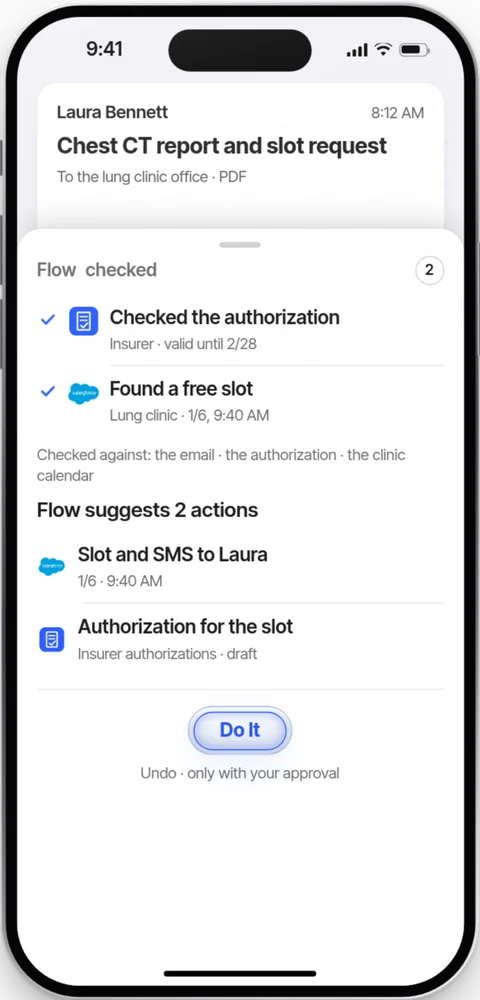 9:41
Laura Bennett 8:12 AM
Chest CT report and slot request
To the lung clinic office · PDF
Flow checked 2
Checked the authorization
Insurer · valid until 2/28
salesforce
Found a free slot
Lung clinic · 1/6, 9:40 AM
Checked against: the email · the authorization · the clinic
calendar
Flow suggests 2 actions
salesforce
Slot and SMS to Laura
1/6 · 9:40 AM
Authorization for the slot
Insurer authorizations · draft
Do It
Undo · only with your approval